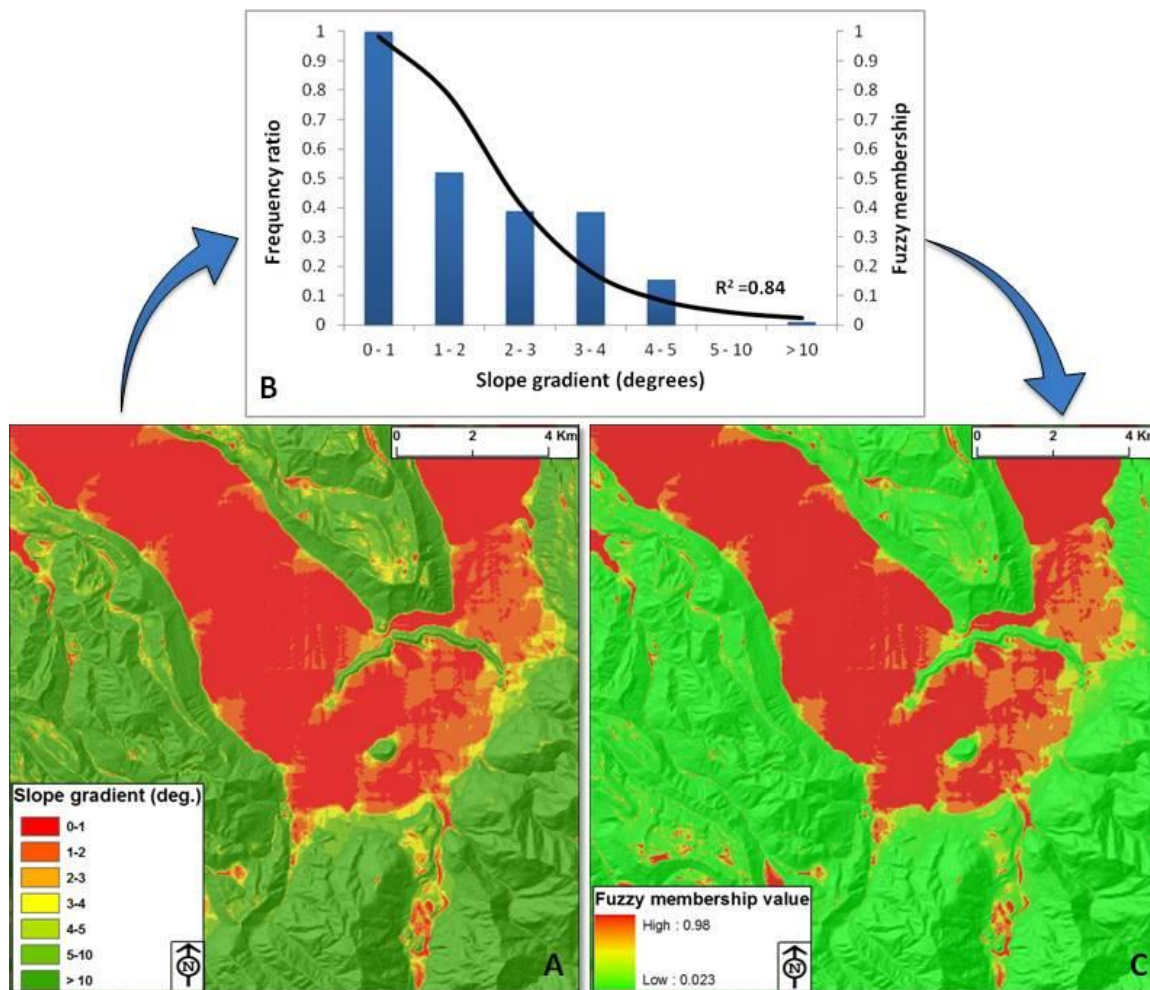 1 1
0.9 0.9
0.8 0.8
0.7 0.7
0.6 0.6
0.5 0.5
0.4 0.4
0.3 0.3
0.2 0.2
0.1 0.1
0 0
Frequency ratio
Fuzzy membership
R² =0.84
0 - 1 1 - 2 2 - 3 3 - 4 4 - 5 5 - 10 >10
Slope gradient (degrees)
B
0 2 4 Km
Slope gradient (deg.)
0-1
1-2
2-3
3-4
4-5
5-10
> 10
N
A
0 2 4 Km
Fuzzy membership value
High : 0.98
Low : 0.023
N
C